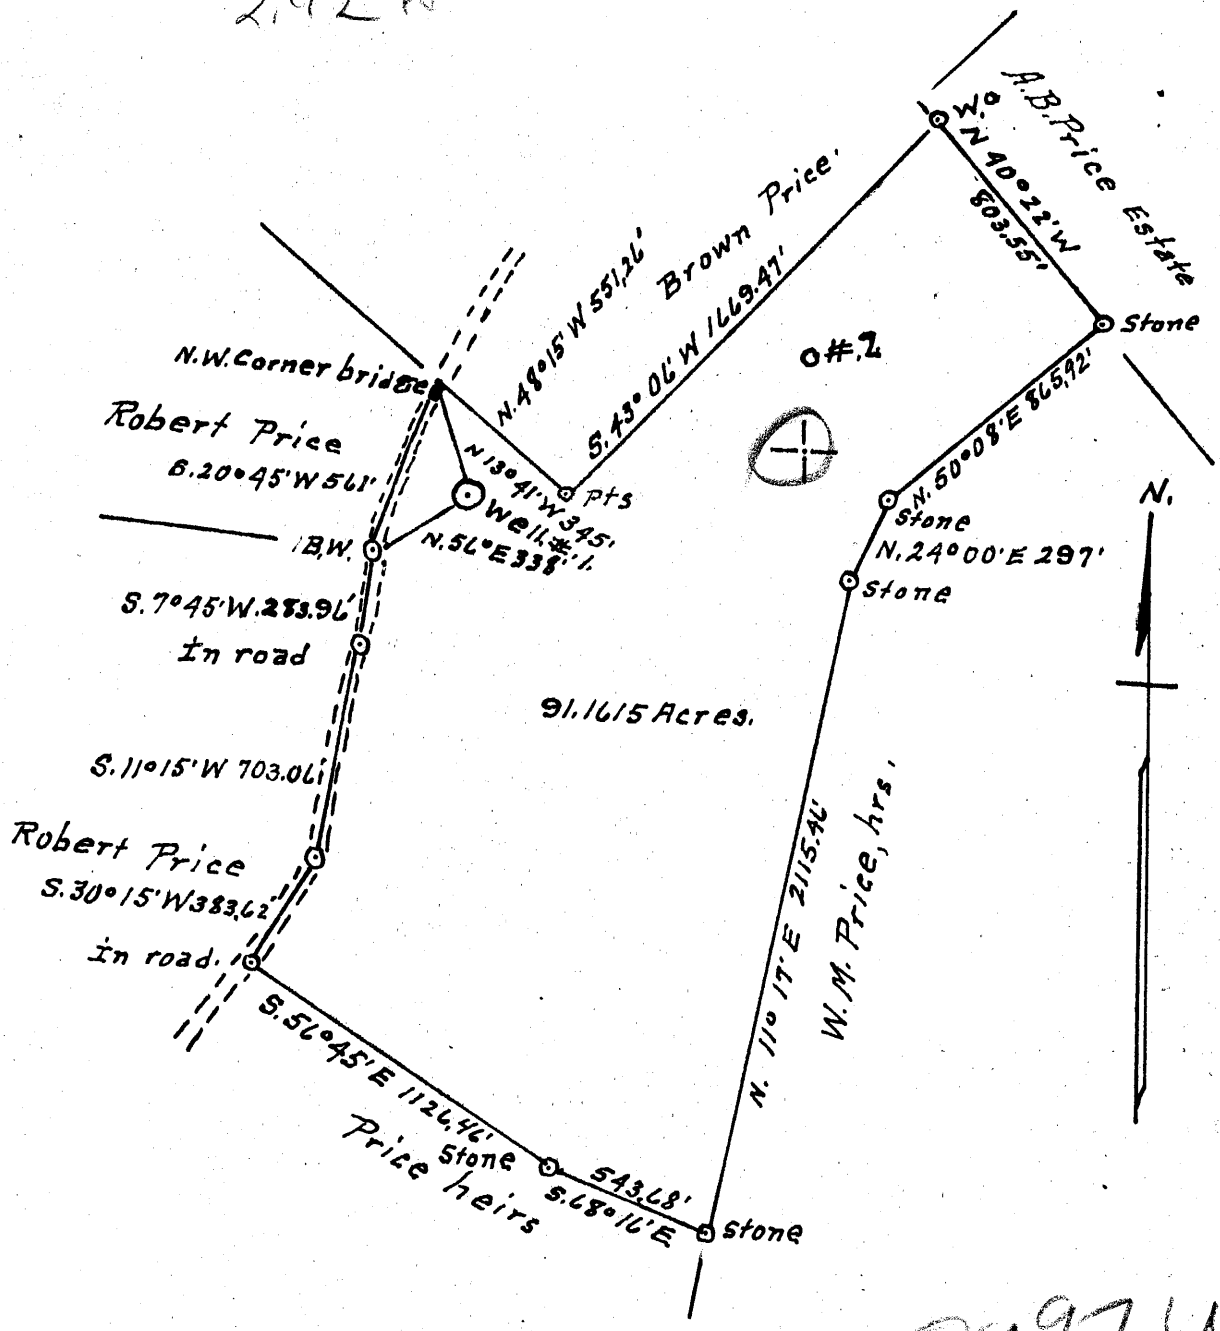 2.92 W
W.O
A.B. Price Estate
N 40°22' W
803.55'
Brown Price.
N. 48°15' W 551.26'
S. 43° 06' W 1669.47'
o#.2
Stone
N.W. Corner bridge
Robert Price
S. 20°45' W 561'
N 13°41' W 345'
pts
Well #1.
N. 56° E 338'
B.W.
N. 50°08' E 865.92'
Stone
N. 24°00' E 297'
Stone
N.
S. 7°45' W. 283.96'
In road
91.1615 Acres.
S. 11°15' W 703.06'
Robert Price
S. 30°15' W 383.62'
In road.
N. 11° 17' E 2115.46'
W.M. Price, hrs.
S. 56°45' E 1126.46'
Price heirs
Stone
543.68'
S. 68°16' E
Stone